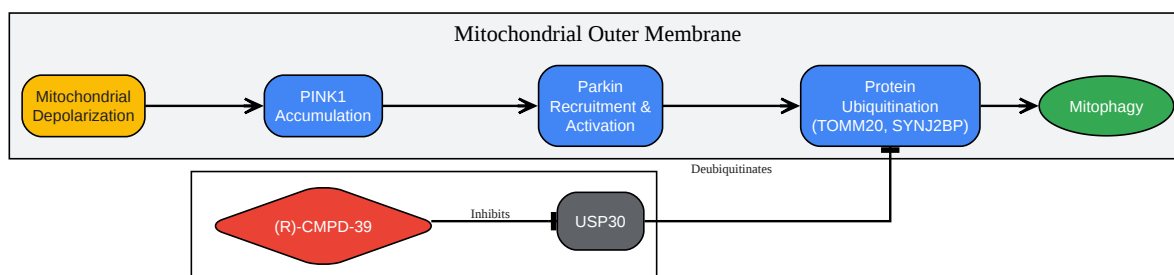 Mitochondrial Outer Membrane
Mitochondrial
Depolarization
PINK1
Accumulation
Parkin
Recruitment &
Activation
Protein
Ubiquitination
(TOMM20, SYNJ2BP)
Mitophagy
Deubiquitinates
(R)-CMPD-39
Inhibits
USP30